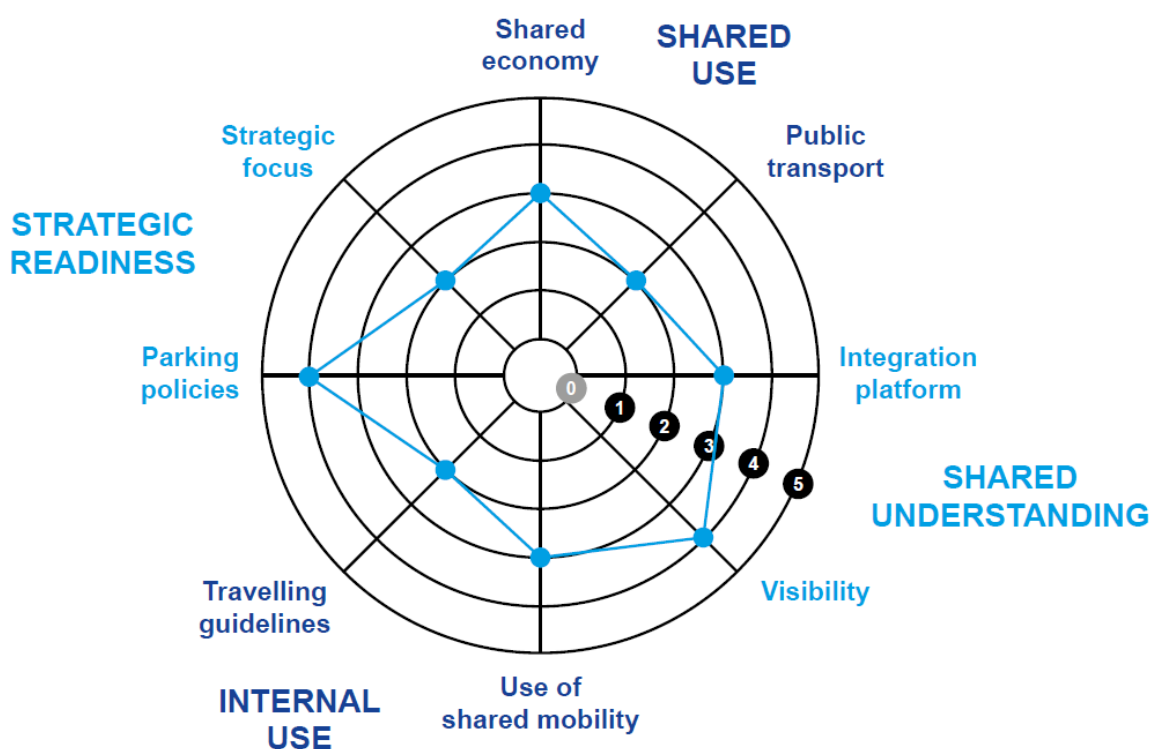 Shared
economy
SHARED
USE
Strategic
focus
Public
transport
STRATEGIC
READINESS
Parking
policies
Integration
platform
0
1
2
3
4
5
SHARED
UNDERSTANDING
Travelling
guidelines
Visibility
INTERNAL
USE
Use of
shared mobility